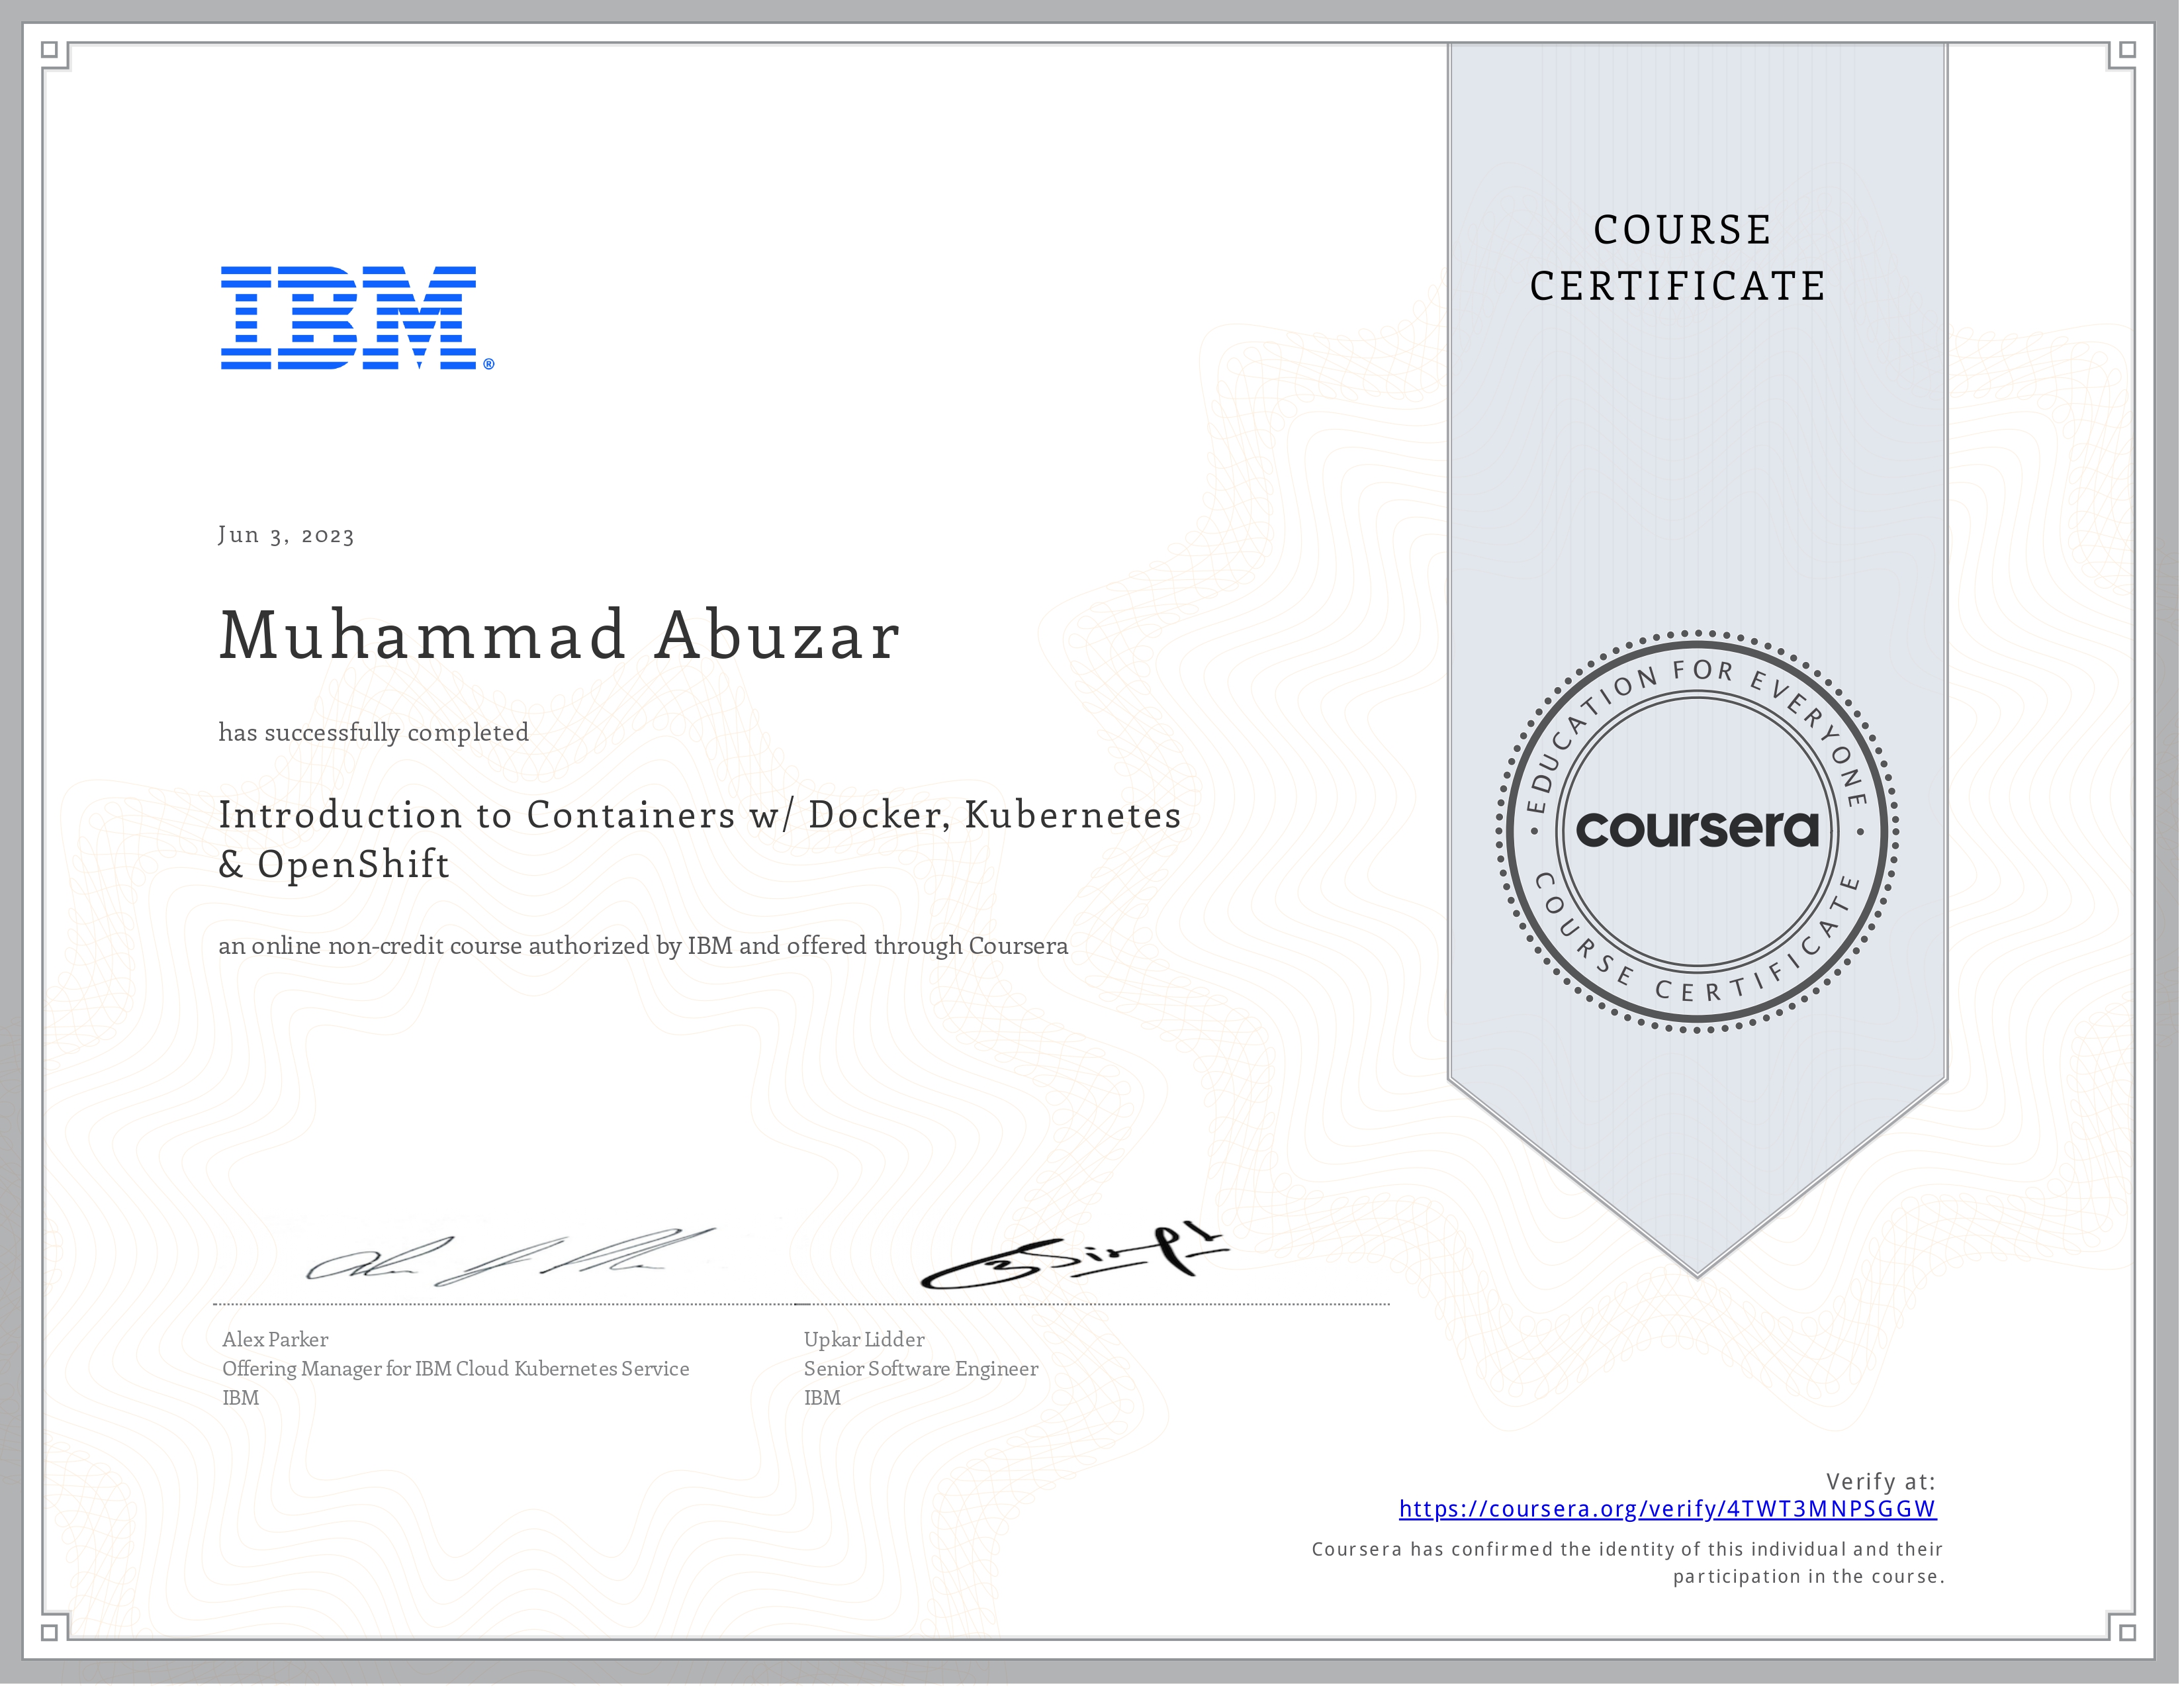 COURSE
CERTIFICATE
IBM®
Jun 3, 2023
Muhammad Abuzar
has successfully completed
Introduction to Containers w/ Docker, Kubernetes
& OpenShift
an online non-credit course authorized by IBM and offered through Coursera
• EDUCATION FOR EVERYONE •
coursera
COURSE CERTIFICATE
Alex Parker
Offering Manager for IBM Cloud Kubernetes Service
IBM
Upkar Lidder
Senior Software Engineer
IBM
Verify at:
https://coursera.org/verify/4TWT3MNPSGGW
Coursera has confirmed the identity of this individual and their
participation in the course.